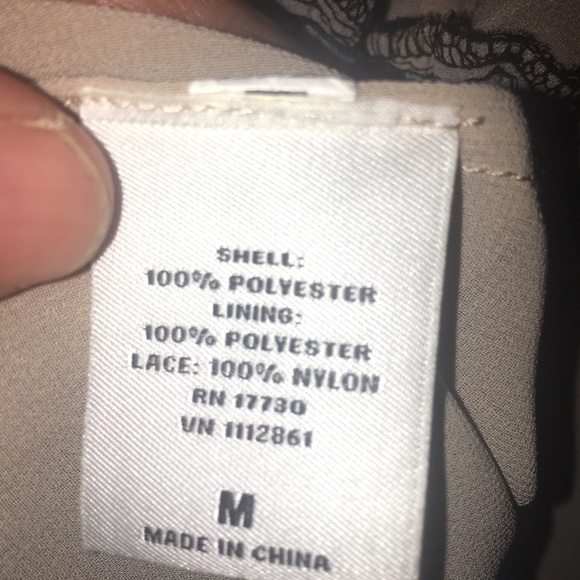 SHELL:
100% POLYESTER
LINING:
100% POLYESTER
LACE: 100% NYLON
RN 17730
VN 1112861
M
MADE IN CHINA